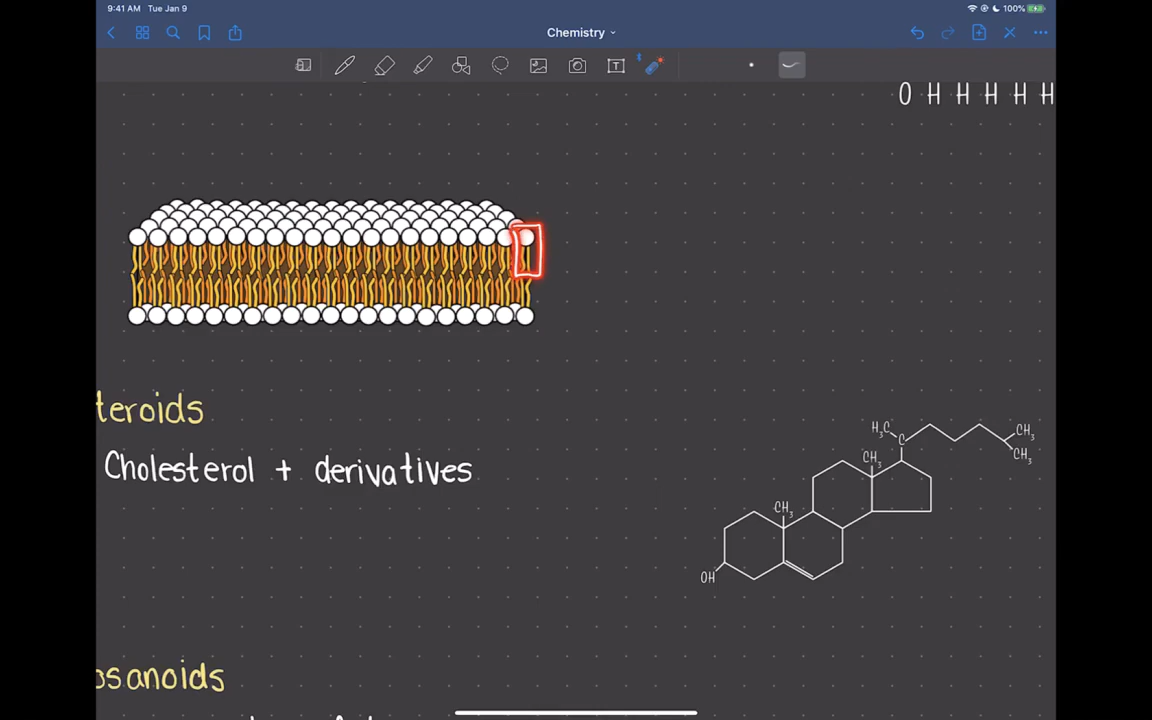 9:41 AM Tue Jan 9
100%
Chemistry
T
O H H H H H
teroids
Cholesterol + derivatives
H₃C
C
CH₃
CH₃
CH₃
CH₃
OH
osanoids